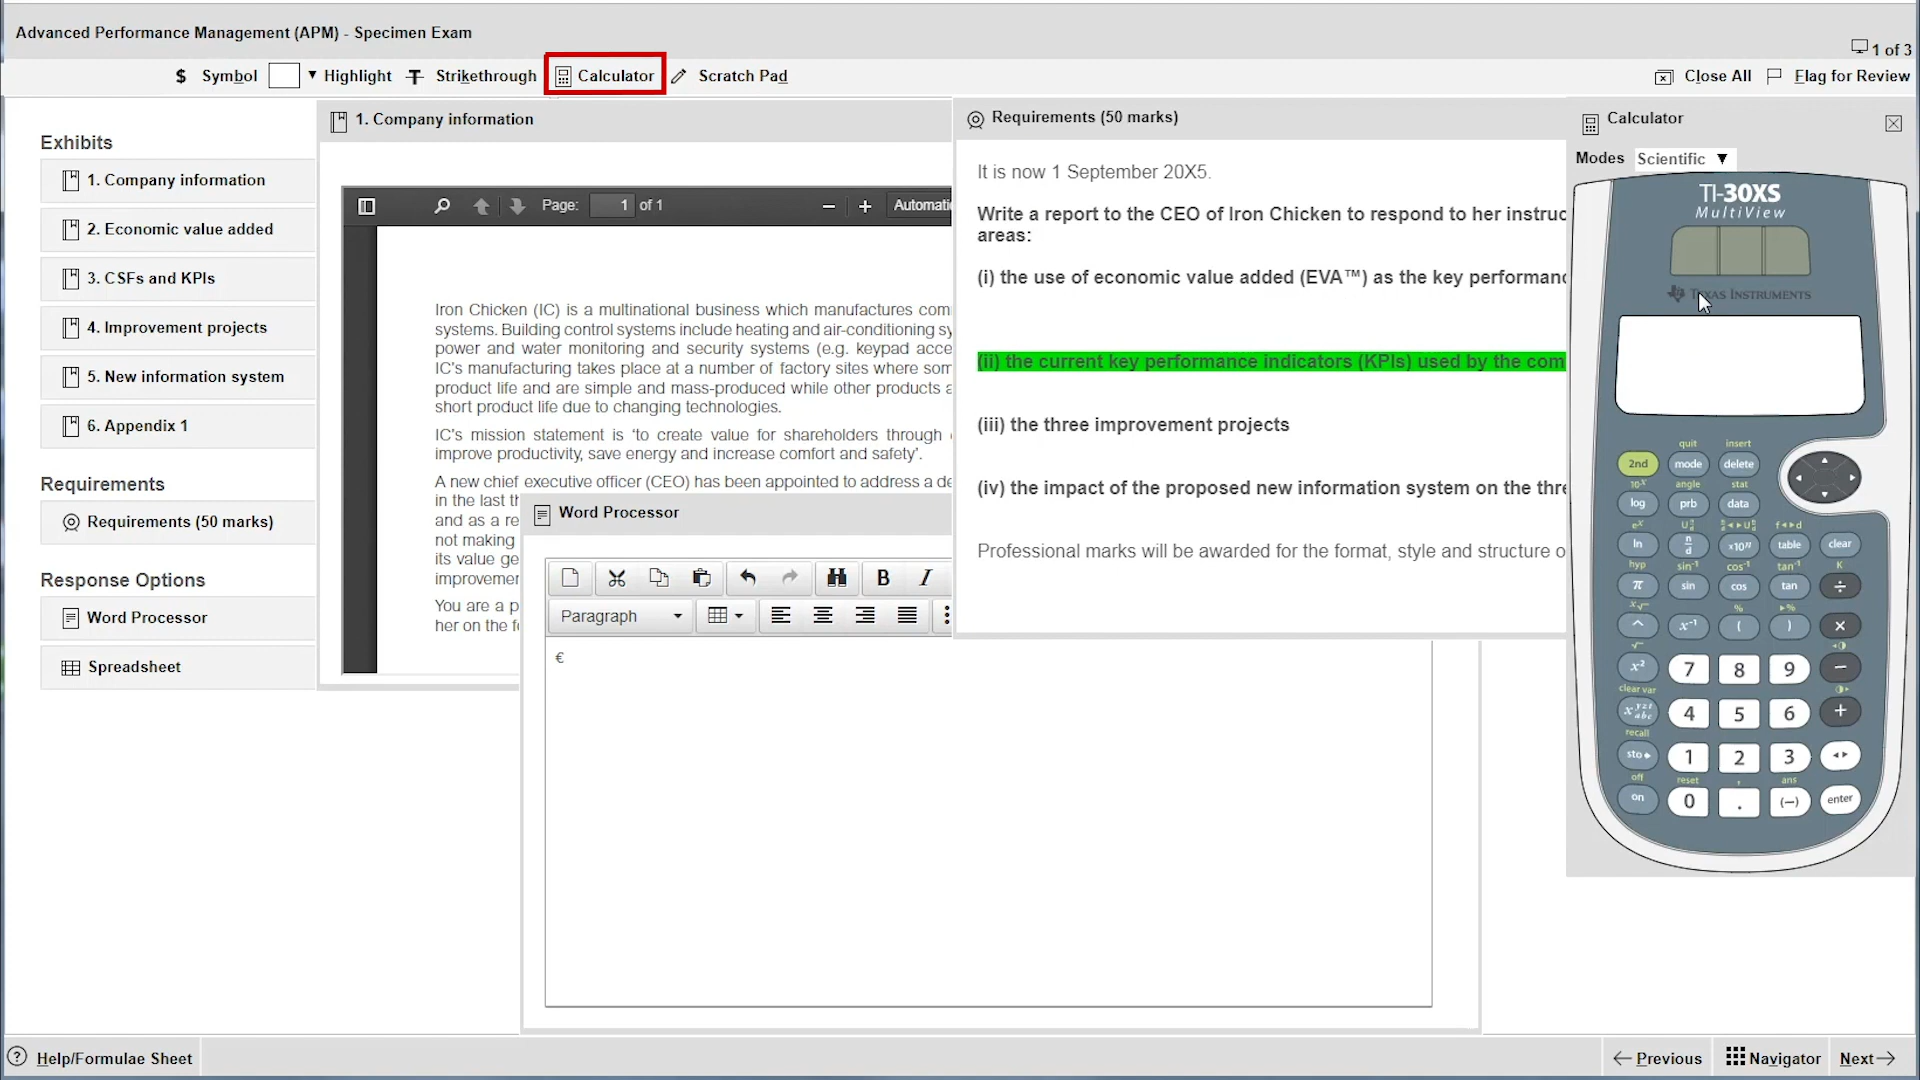 Advanced Performance Management (APM) - Specimen Exam
1 of 3
$ Symbol
Highlight
Strikethrough
Calculator
Scratch Pad
Close All
Flag for Review
Exhibits
1. Company information
2. Economic value added
3. CSFs and KPIs
4. Improvement projects
5. New information system
6. Appendix 1
Requirements
Requirements (50 marks)
Response Options
Word Processor
Spreadsheet
1. Company information
Page: 1 of 1
Automati
Iron Chicken (IC) is a multinational business which manufactures com
systems. Building control systems include heating and air-conditioning sy
power and water monitoring and security systems (e.g. keypad acce
IC's manufacturing takes place at a number of factory sites where som
product life and are simple and mass-produced while other products a
short product life due to changing technologies.
IC's mission statement is 'to create value for shareholders through
improve productivity, save energy and increase comfort and safety'.
A new chief executive officer (CEO) has been appointed to address a de
in the last th
and as a re
not making
its value ge
improvemen
You are a p
her on the fo
Word Processor
B I
Paragraph
€
Requirements (50 marks)
It is now 1 September 20X5.
Write a report to the CEO of Iron Chicken to respond to her instruc
areas:
(i) the use of economic value added (EVA™) as the key performanc
(ii) the current key performance indicators (KPIs) used by the com
(iii) the three improvement projects
(iv) the impact of the proposed new information system on the thre
Professional marks will be awarded for the format, style and structure o
Calculator
Modes Scientific
TI-30XS
MultiView
TEXAS INSTRUMENTS
quit insert
2nd mode delete
10ˣ angle stat
log prb data
eˣ f◂▸d
ln n/d ×10ⁿ table clear
hyp sin⁻¹ cos⁻¹ tan⁻¹ K
π sin cos tan ÷
ˣ√ % ▸%
^ x⁻¹ ( ) ×
√
x² 7 8 9 −
clear var
x yzt abc 4 5 6 +
recall
sto▸ 1 2 3 ◂▸
off reset , ans
on 0 . (−) enter
Help/Formulae Sheet
Previous
Navigator
Next